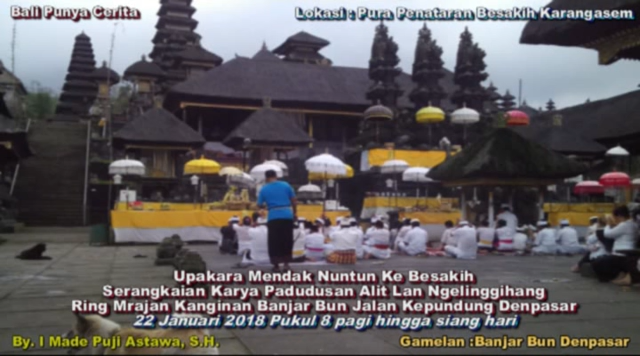 Bali Punya Cerita
Lokasi : Pura Penataran Besakih Karangasem
Upakara Mendak Nuntun Ke Besakih
Serangkaian Karya Padudusan Alit Lan Ngelinggihang
Ring Mrajan Kanginan Banjar Bun Jalan Kepundung Denpasar
22 Januari 2018 Pukul 8 pagi hingga siang hari
By. I Made Puji Astawa, S.H.
Gamelan :Banjar Bun Denpasar